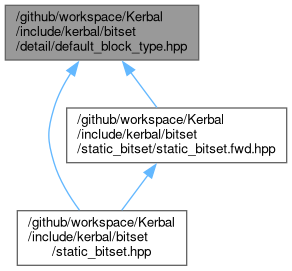 /github/workspace/Kerbal
/include/kerbal/bitset
/detail/default_block_type.hpp
/github/workspace/Kerbal
/include/kerbal/bitset
/static_bitset/static_bitset.fwd.hpp
/github/workspace/Kerbal
/include/kerbal/bitset
/static_bitset.hpp